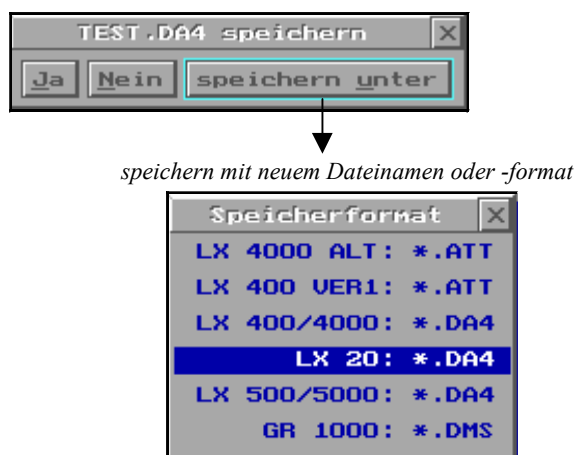 TEST.DA4 speichern
Ja Nein speichern unter
speichern mit neuem Dateinamen oder -format
Speicherformat
LX 4000 ALT: *.ATT
LX 400 VER1: *.ATT
LX 400/4000: *.DA4
LX 20: *.DA4
LX 500/5000: *.DA4
GR 1000: *.DMS